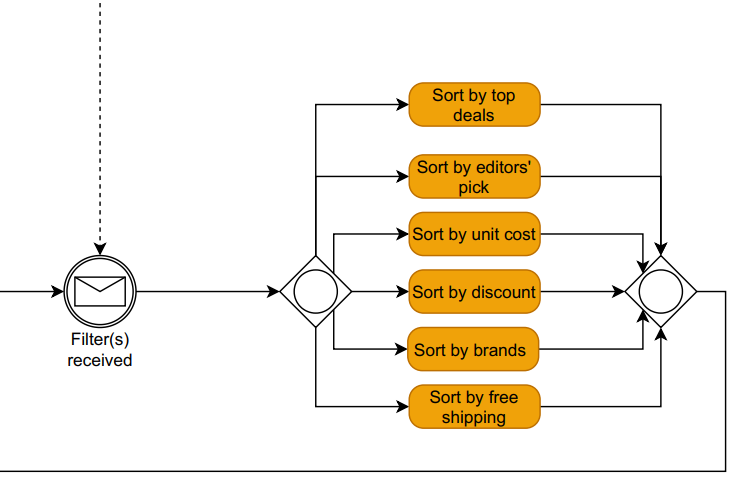 Sort by top
deals
Sort by editors'
pick
Sort by unit cost
Sort by discount
Filter(s)
received
Sort by brands
Sort by free
shipping